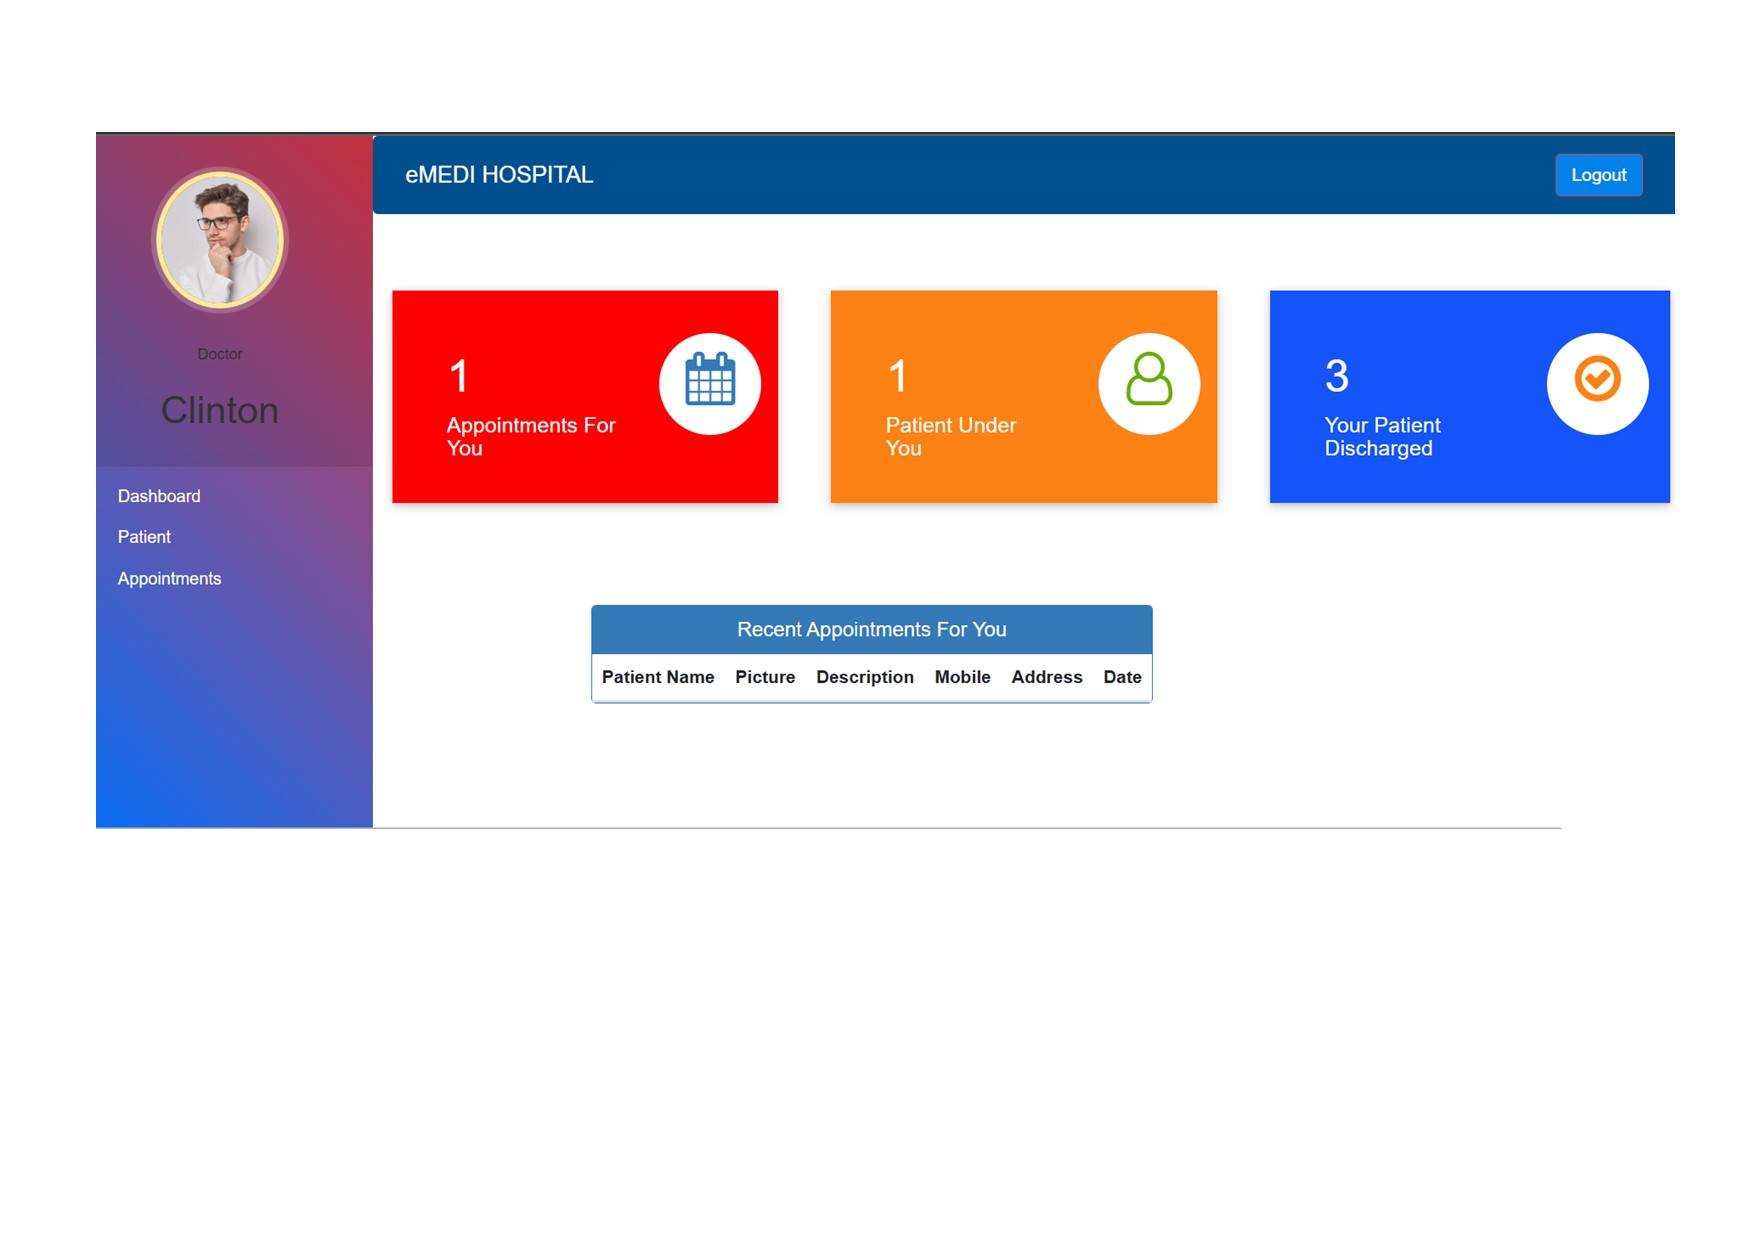 eMEDI HOSPITAL
Logout
Doctor
Clinton
Dashboard
Patient
Appointments
1
Appointments For
You
1
Patient Under
You
3
Your Patient
Discharged
Recent Appointments For You
Patient Name Picture Description Mobile Address Date